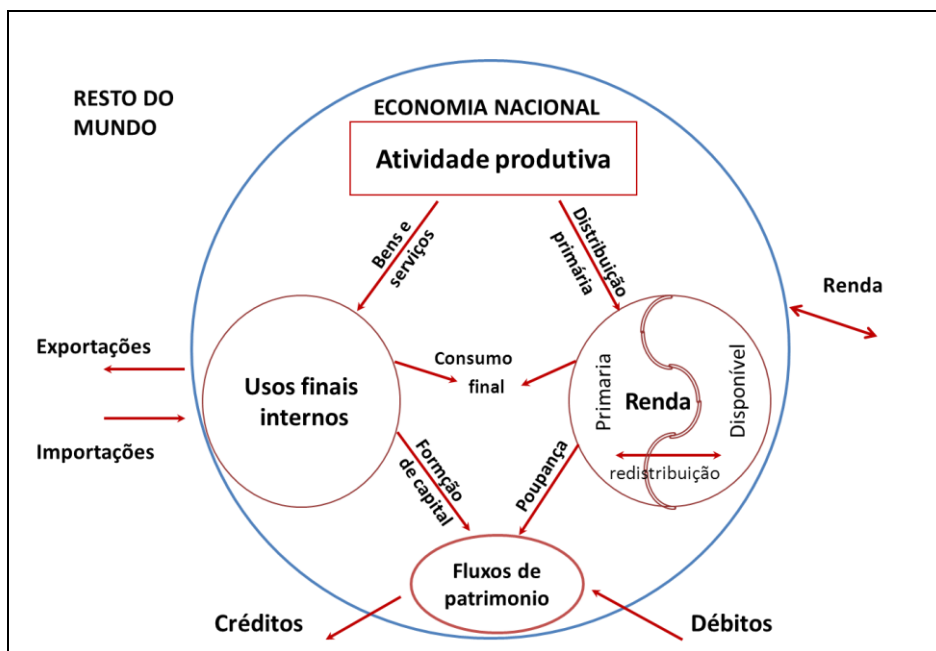 RESTO DO
MUNDO
ECONOMIA NACIONAL
Atividade produtiva
Bens e
serviços
Distribuição
primária
Renda
Exportações
Importações
Usos finais
internos
Consumo
final
Primaria
Renda
Disponível
redistribuição
Formção
de capital
Poupança
Fluxos de
patrimonio
Créditos
Débitos